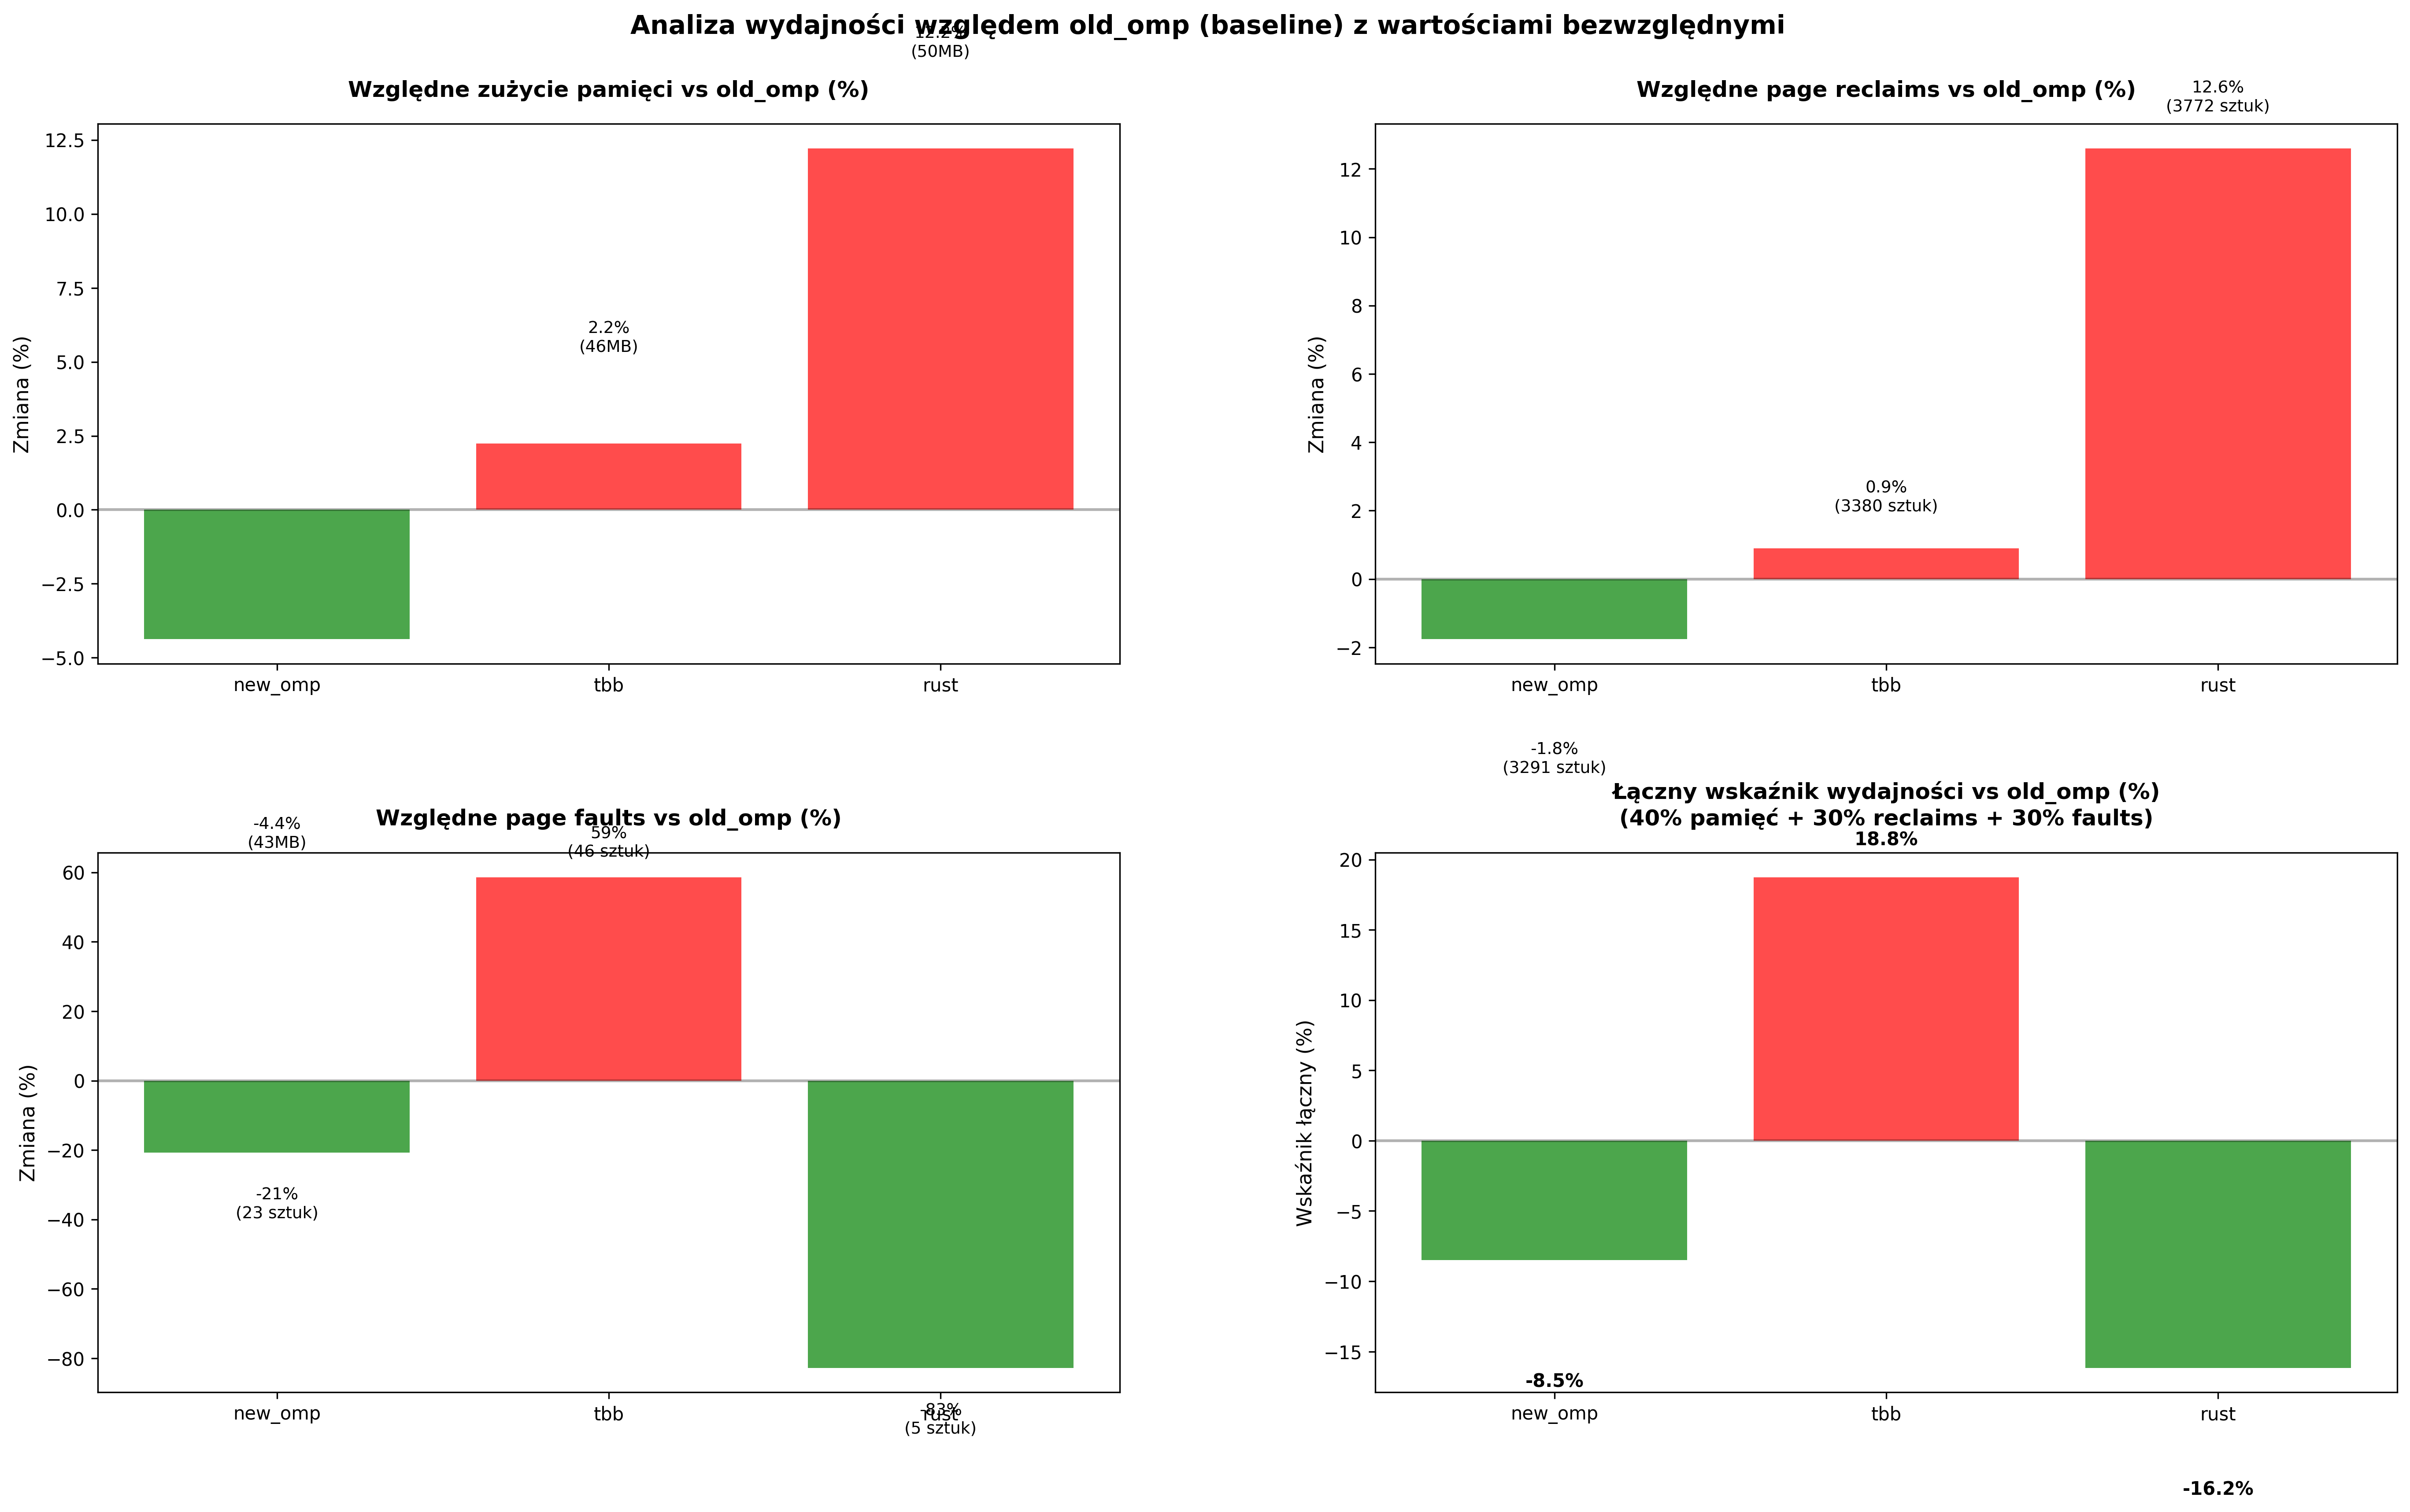 Analiza wydajności względem old_omp (baseline) z wartościami bezwzględnymi
12.2%
(50MB)
Względne zużycie pamięci vs old_omp (%)
12.5
10.0
7.5
5.0
2.5
0.0
−2.5
−5.0
Zmiana (%)
2.2%
(46MB)
new_omp
tbb
rust
-4.4%
(43MB)
Względne page reclaims vs old_omp (%)
12.6%
(3772 sztuk)
12
10
8
6
4
2
0
−2
Zmiana (%)
0.9%
(3380 sztuk)
new_omp
tbb
rust
-1.8%
(3291 sztuk)
Względne page faults vs old_omp (%)
59%
(46 sztuk)
60
40
20
0
−20
−40
−60
−80
Zmiana (%)
-21%
(23 sztuk)
new_omp
tbb
rust
-83%
(5 sztuk)
Łączny wskaźnik wydajności vs old_omp (%)
(40% pamięć + 30% reclaims + 30% faults)
18.8%
20
15
10
5
0
−5
−10
−15
Wskaźnik łączny (%)
-8.5%
new_omp
tbb
rust
-16.2%